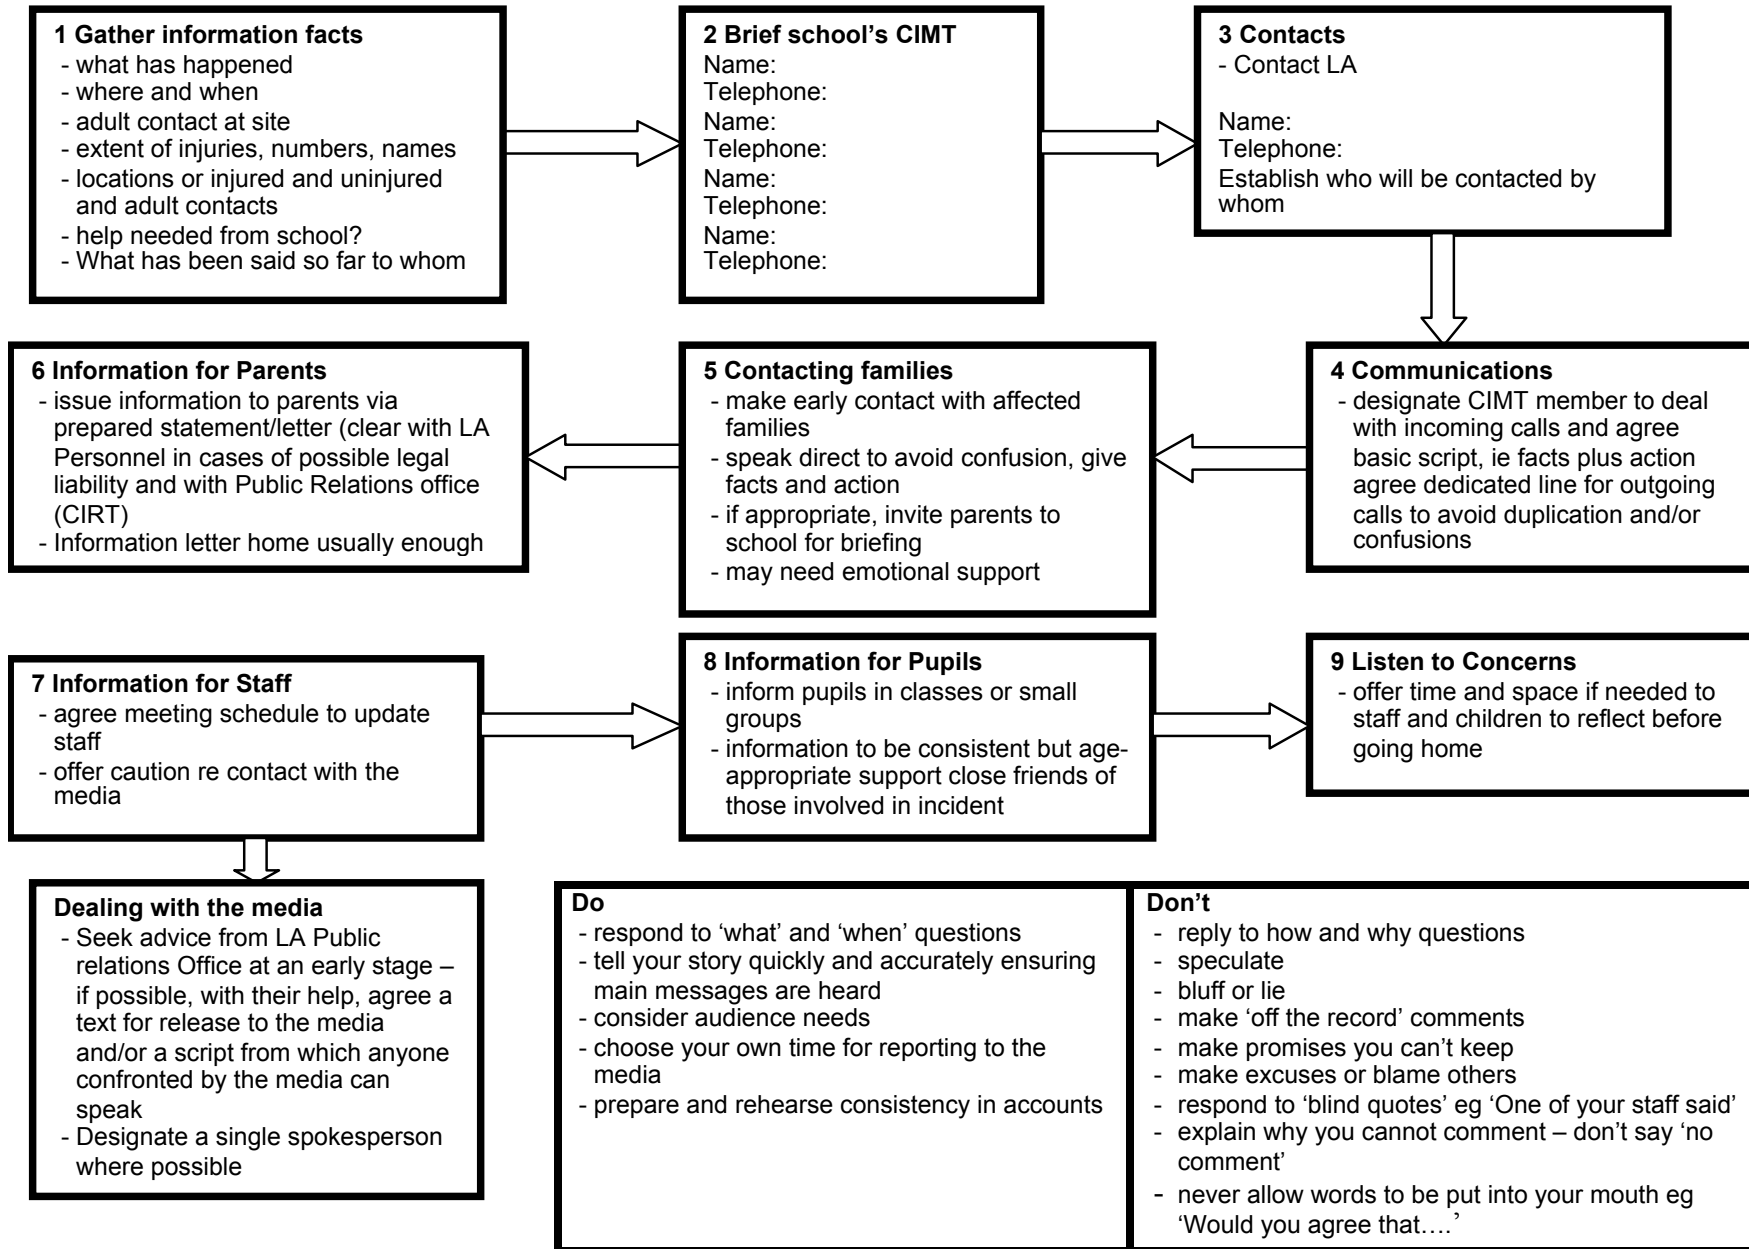 1 Gather information facts
- what has happened
- where and when
- adult contact at site
- extent of injuries, numbers, names
- locations or injured and uninjured
and adult contacts
- help needed from school?
- What has been said so far to whom
2 Brief school's CIMT
Name:
Telephone:
Name:
Telephone:
Name:
Telephone:
Name:
Telephone:
3 Contacts
- Contact LA
Name:
Telephone:
Establish who will be contacted by
whom
4 Communications
- designate CIMT member to deal
with incoming calls and agree
basic script, ie facts plus action
agree dedicated line for outgoing
calls to avoid duplication and/or
confusions
5 Contacting families
- make early contact with affected
families
- speak direct to avoid confusion, give
facts and action
- if appropriate, invite parents to
school for briefing
- may need emotional support
6 Information for Parents
- issue information to parents via
prepared statement/letter (clear with LA
Personnel in cases of possible legal
liability and with Public Relations office
(CIRT)
- Information letter home usually enough
7 Information for Staff
- agree meeting schedule to update
staff
- offer caution re contact with the
media
8 Information for Pupils
- inform pupils in classes or small
groups
- information to be consistent but age-
appropriate support close friends of
those involved in incident
9 Listen to Concerns
- offer time and space if needed to
staff and children to reflect before
going home
Dealing with the media
- Seek advice from LA Public
relations Office at an early stage –
if possible, with their help, agree a
text for release to the media
and/or a script from which anyone
confronted by the media can
speak
- Designate a single spokesperson
where possible
Do
- respond to ‘what’ and ‘when’ questions
- tell your story quickly and accurately ensuring
main messages are heard
- consider audience needs
- choose your own time for reporting to the
media
- prepare and rehearse consistency in accounts
Don’t
- reply to how and why questions
- speculate
- bluff or lie
- make ‘off the record’ comments
- make promises you can’t keep
- make excuses or blame others
- respond to ‘blind quotes’ eg ‘One of your staff said’
- explain why you cannot comment – don’t say ‘no
comment’
- never allow words to be put into your mouth eg
‘Would you agree that….’